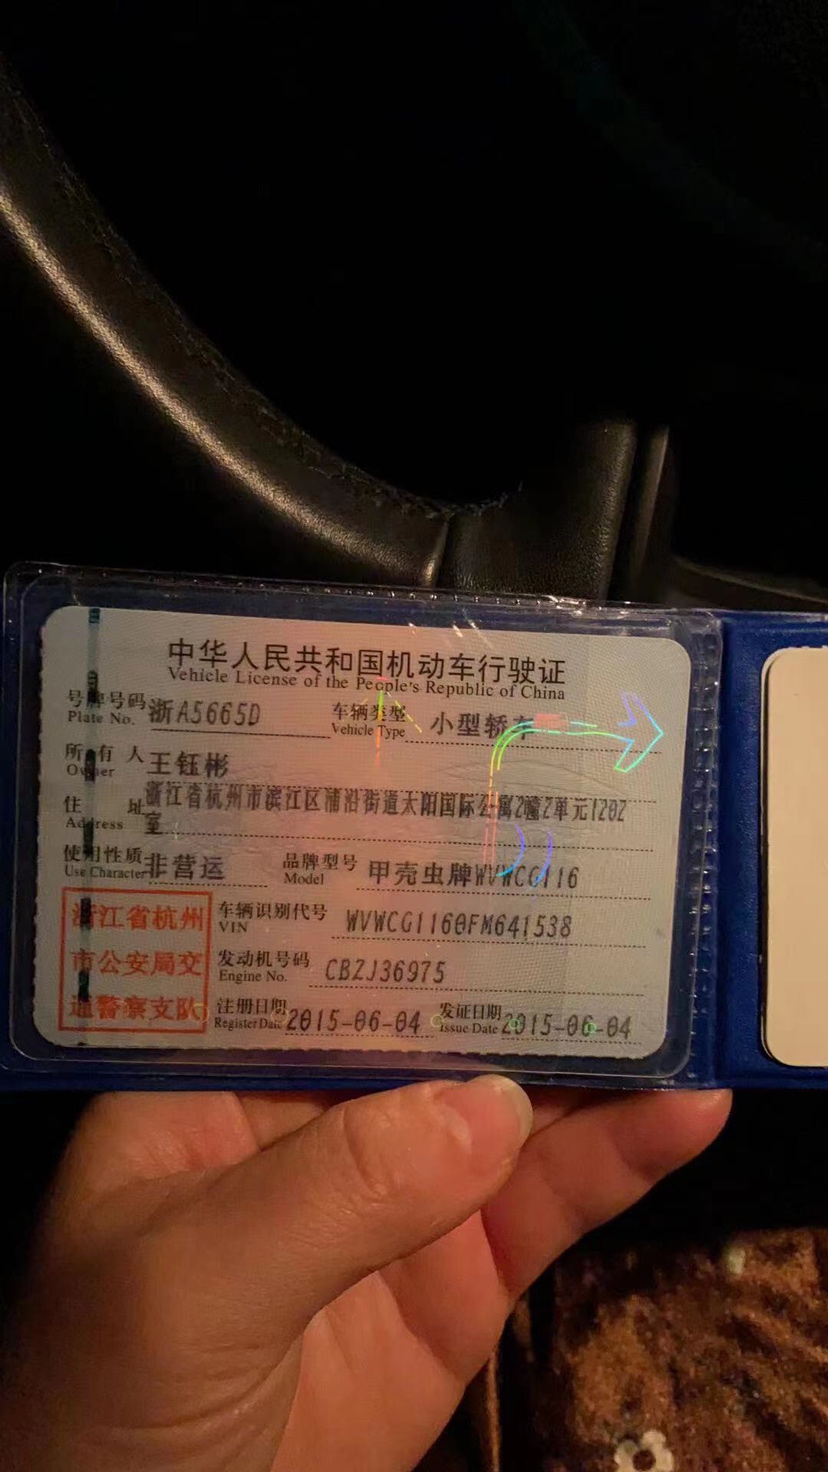 中华人民共和国机动车行驶证
Vehicle License of the People's Republic of China
号牌号码 浙A5665D 车辆类型 小型轿车
Plate No. Vehicle Type
所有人 王钰彬
Owner
住址 浙江省杭州市滨江区浦沿街道太阳国际公寓2幢2单元1202
Address 室
使用性质 非营运 品牌型号 甲壳虫牌WVWCG116
Use Character Model
浙江省杭州 车辆识别代号 WVWCG1160FM641538
VIN
市公安局交 发动机号码 CBZJ36975
Engine No.
通警察支队 注册日期 2015-06-04 发证日期 2015-06-04
Register Date Issue Date